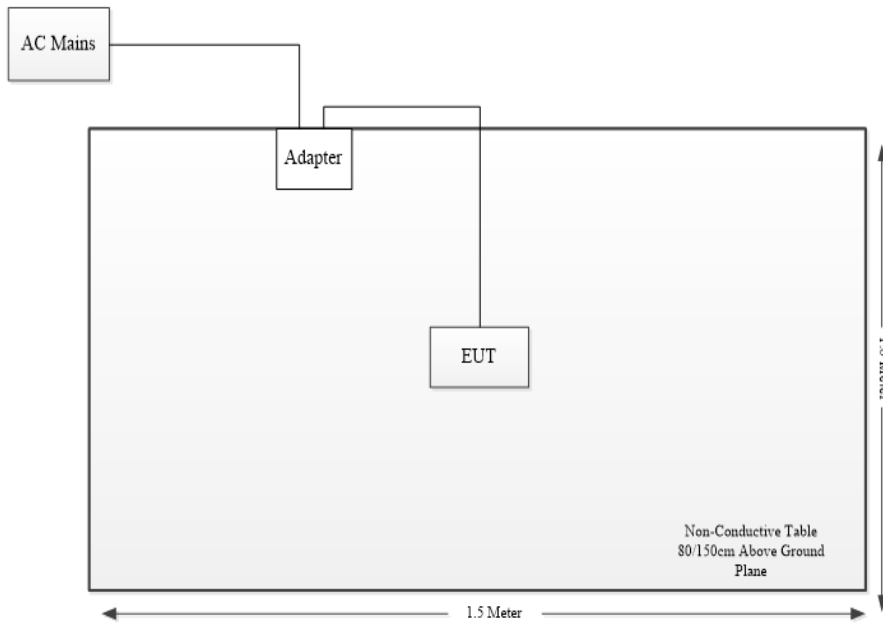 AC Mains
Adapter
EUT
Non-Conductive Table
80/150cm Above Ground
Plane
1.5 Meter